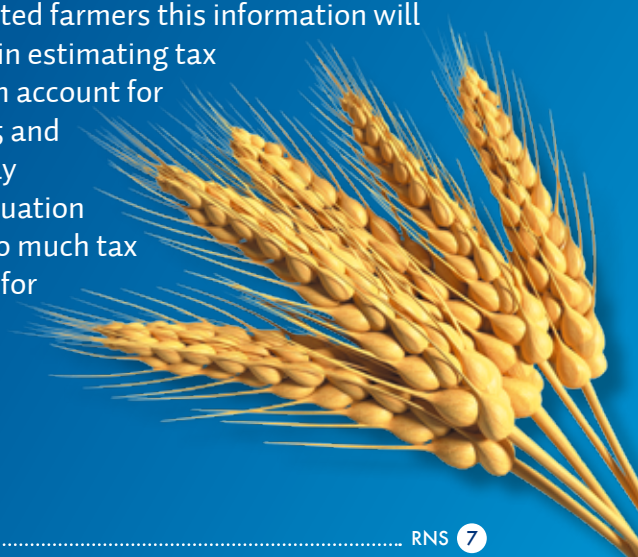 ted farmers this information will
in estimating tax
account for
and
uation
much tax
for
RNS 7